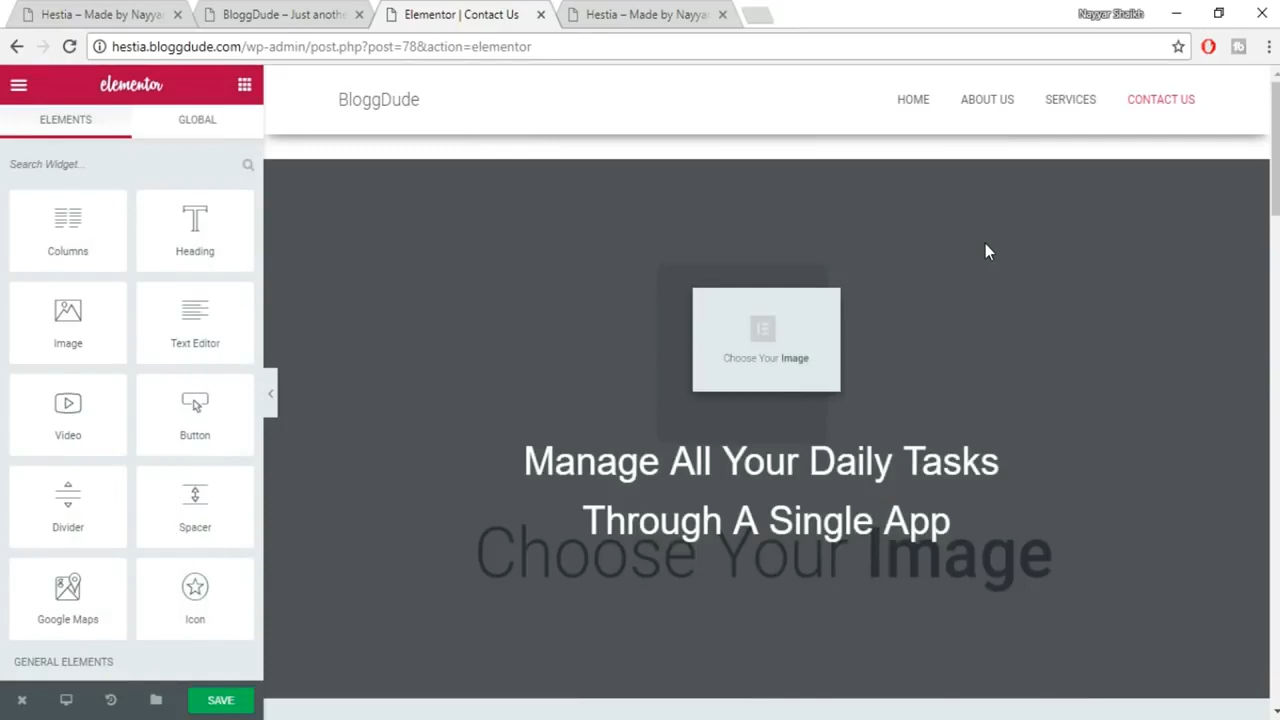 Hestia – Made by Nayya
BloggDude – Just anothe
Elementor | Contact Us
Hestia – Made by Nayya
Nayyar Shaikh
hestia.bloggdude.com/wp-admin/post.php?post=78&action=elementor
elementor
ELEMENTS
GLOBAL
Search Widget...
Columns
Heading
Image
Text Editor
Video
Button
Divider
Spacer
Google Maps
Icon
GENERAL ELEMENTS
SAVE
BloggDude
HOME
ABOUT US
SERVICES
CONTACT US
Choose Your Image
Manage All Your Daily Tasks
Through A Single App
Choose Your Image